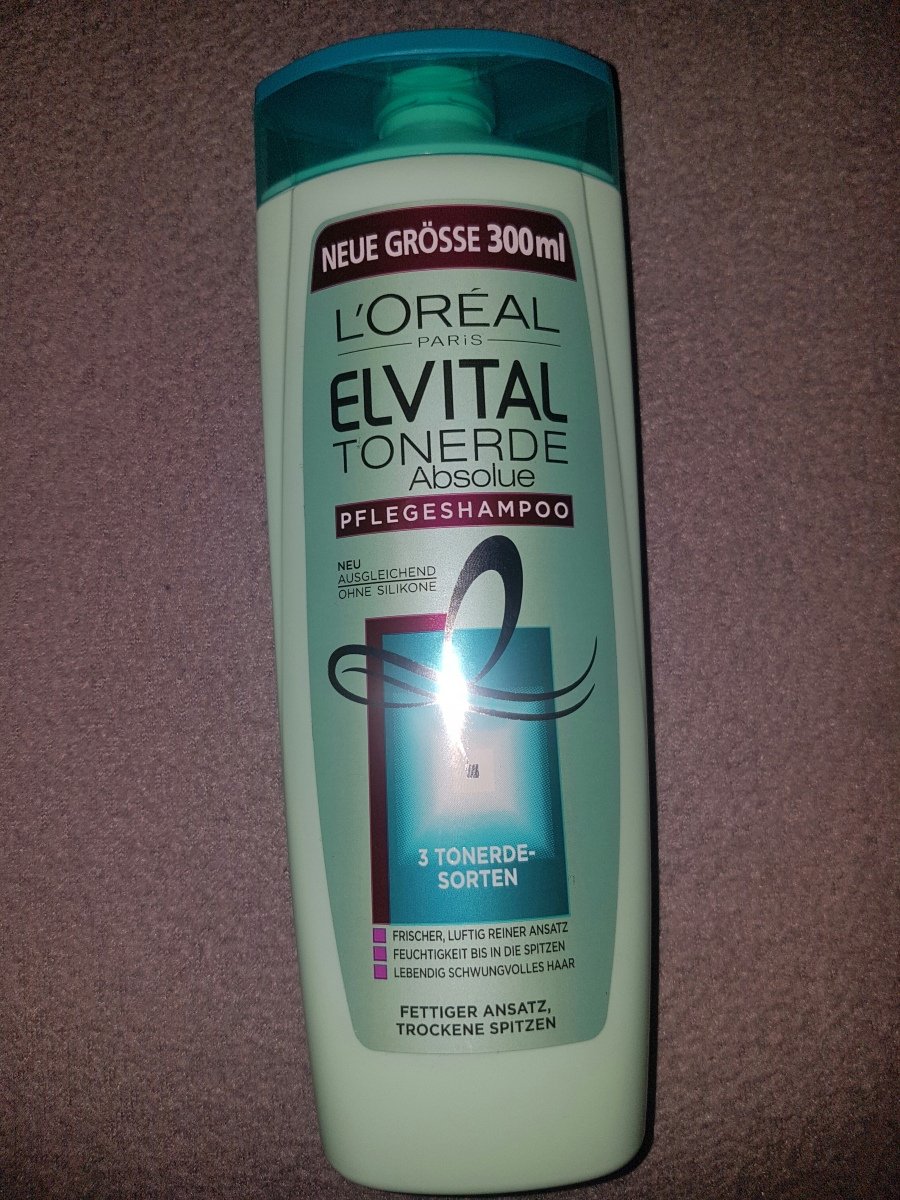 NEUE GRÖSSE 300ml
L'ORÉAL
PARiS
ELVITAL
TONERDE
Absolue
PFLEGESHAMPOO
NEU
AUSGLEICHEND
OHNE SILIKONE
3 TONERDE-
SORTEN
FRISCHER, LUFTIG REINER ANSATZ
FEUCHTIGKEIT BIS IN DIE SPITZEN
LEBENDIG SCHWUNGVOLLES HAAR
FETTIGER ANSATZ,
TROCKENE SPITZEN